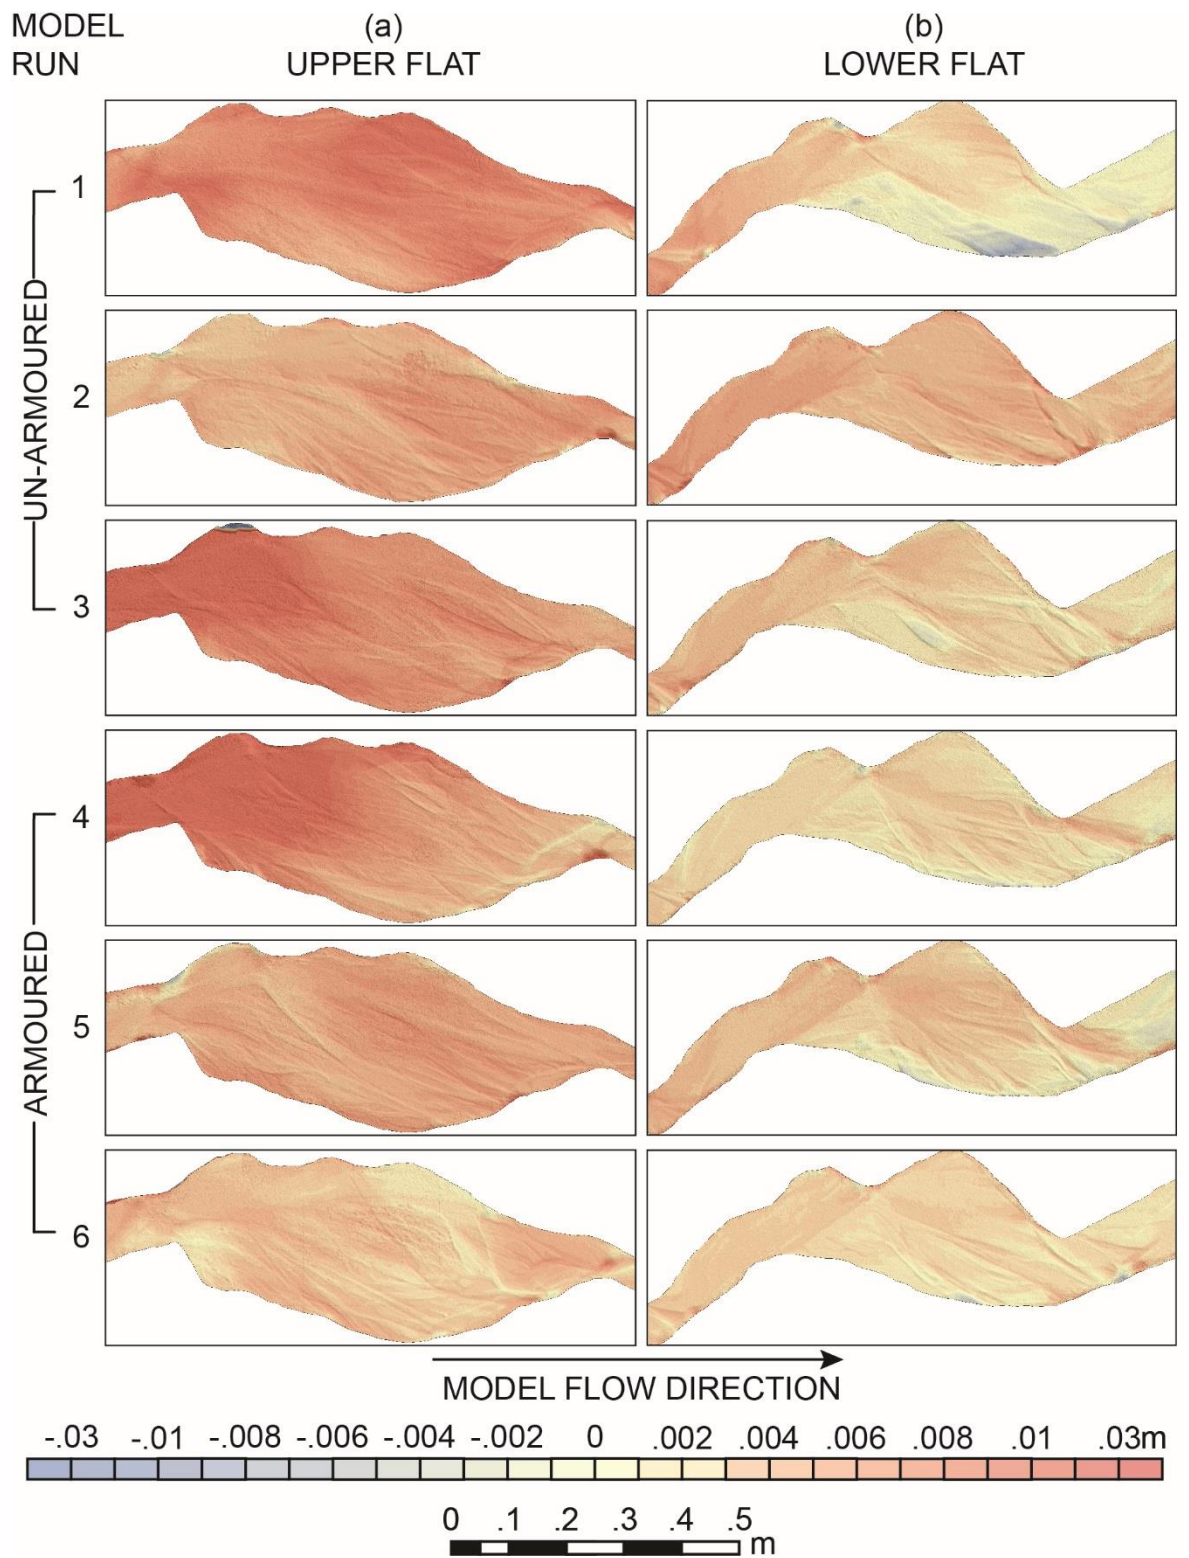 MODEL (a) (b)
RUN UPPER FLAT LOWER FLAT
1
UN-ARMOURED
2
3
4
ARMOURED
5
6
MODEL FLOW DIRECTION
-.03 -.01 -.008 -.006 -.004 -.002 0 .002 .004 .006 .008 .01 .03m
0 .1 .2 .3 .4 .5
m